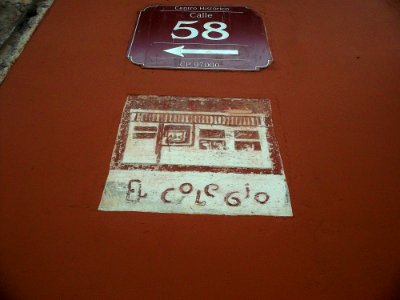 Centro Histórico
Calle
58
El colegio